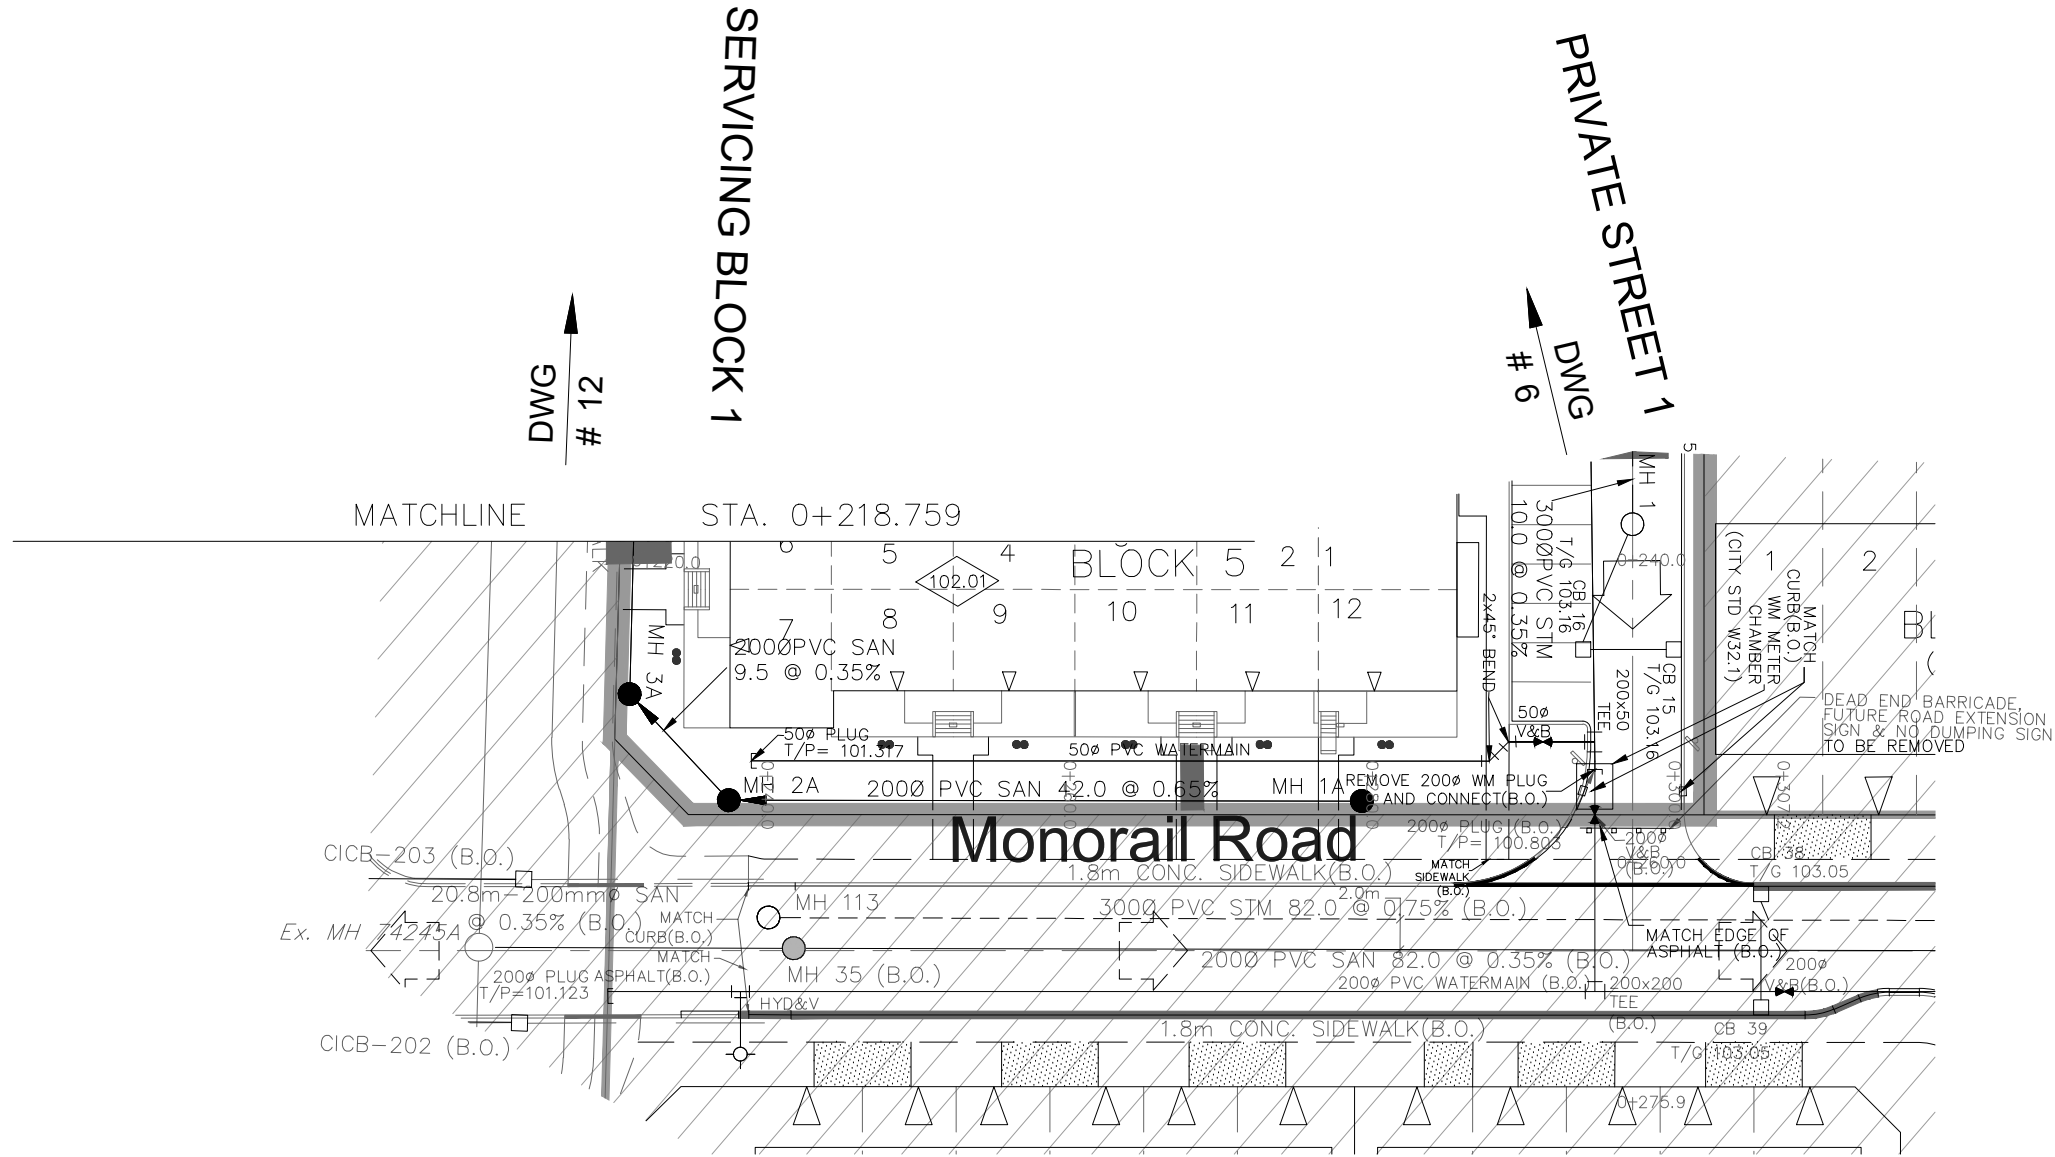 SERVICING BLOCK 1
PRIVATE STREET 1
DWG
# 12
DWG
# 6
MATCHLINE STA. 0+218.759
MH 1
5
3000ØPVC STM
10.0 @ 0.35%
T/G 103.16
CB 16
0+240.0
6
5
4
BLOCK 5
2
1
102.01
7
8
9
10
11
12
1
2
(CITY STD W32.1)
WM METER
CHAMBER
MATCH
CURB(B.O.)
2x45° BEND
MH 3A
200ØPVC SAN
9.5 @ 0.35%
CB 15
T/G 103.16
200x50
TEE
50ø
V&B
DEAD END BARRICADE,
FUTURE ROAD EXTENSION
SIGN & NO DUMPING SIGN
TO BE REMOVED
50ø PLUG
T/P= 101.317
50ø PVC WATERMAIN
MH 2A
200Ø PVC SAN 42.0 @ 0.65%
MH 1A
REMOVE 200ø WM PLUG
AND CONNECT(B.O.)
Monorail Road
200ø PLUG (B.O.)
T/P= 100.803
200ø
V&B
(B.O.)
0+260.0
CB 38
T/G 103.05
CICB-203 (B.O.)
1.8m CONC. SIDEWALK(B.O.)
MATCH
SIDEWALK
(B.O.)
2.0m
20.8m-200mmø SAN
@ 0.35% (B.O.)
MH 113
300Ø PVC STM 82.0 @ 0.75% (B.O.)
Ex. MH 74245A
MATCH
CURB(B.O.)
MATCH
ASPHALT(B.O.)
MATCH EDGE OF
ASPHALT (B.O.)
MH 35 (B.O.)
200Ø PVC SAN 82.0 @ 0.35% (B.O.)
200ø PLUG
T/P=101.123
200ø PVC WATERMAIN (B.O.)
200x200
TEE
(B.O.)
200ø
V&B(B.O.)
HYD&V
CICB-202 (B.O.)
1.8m CONC. SIDEWALK(B.O.)
CB 39
T/G 103.05
0+275.9